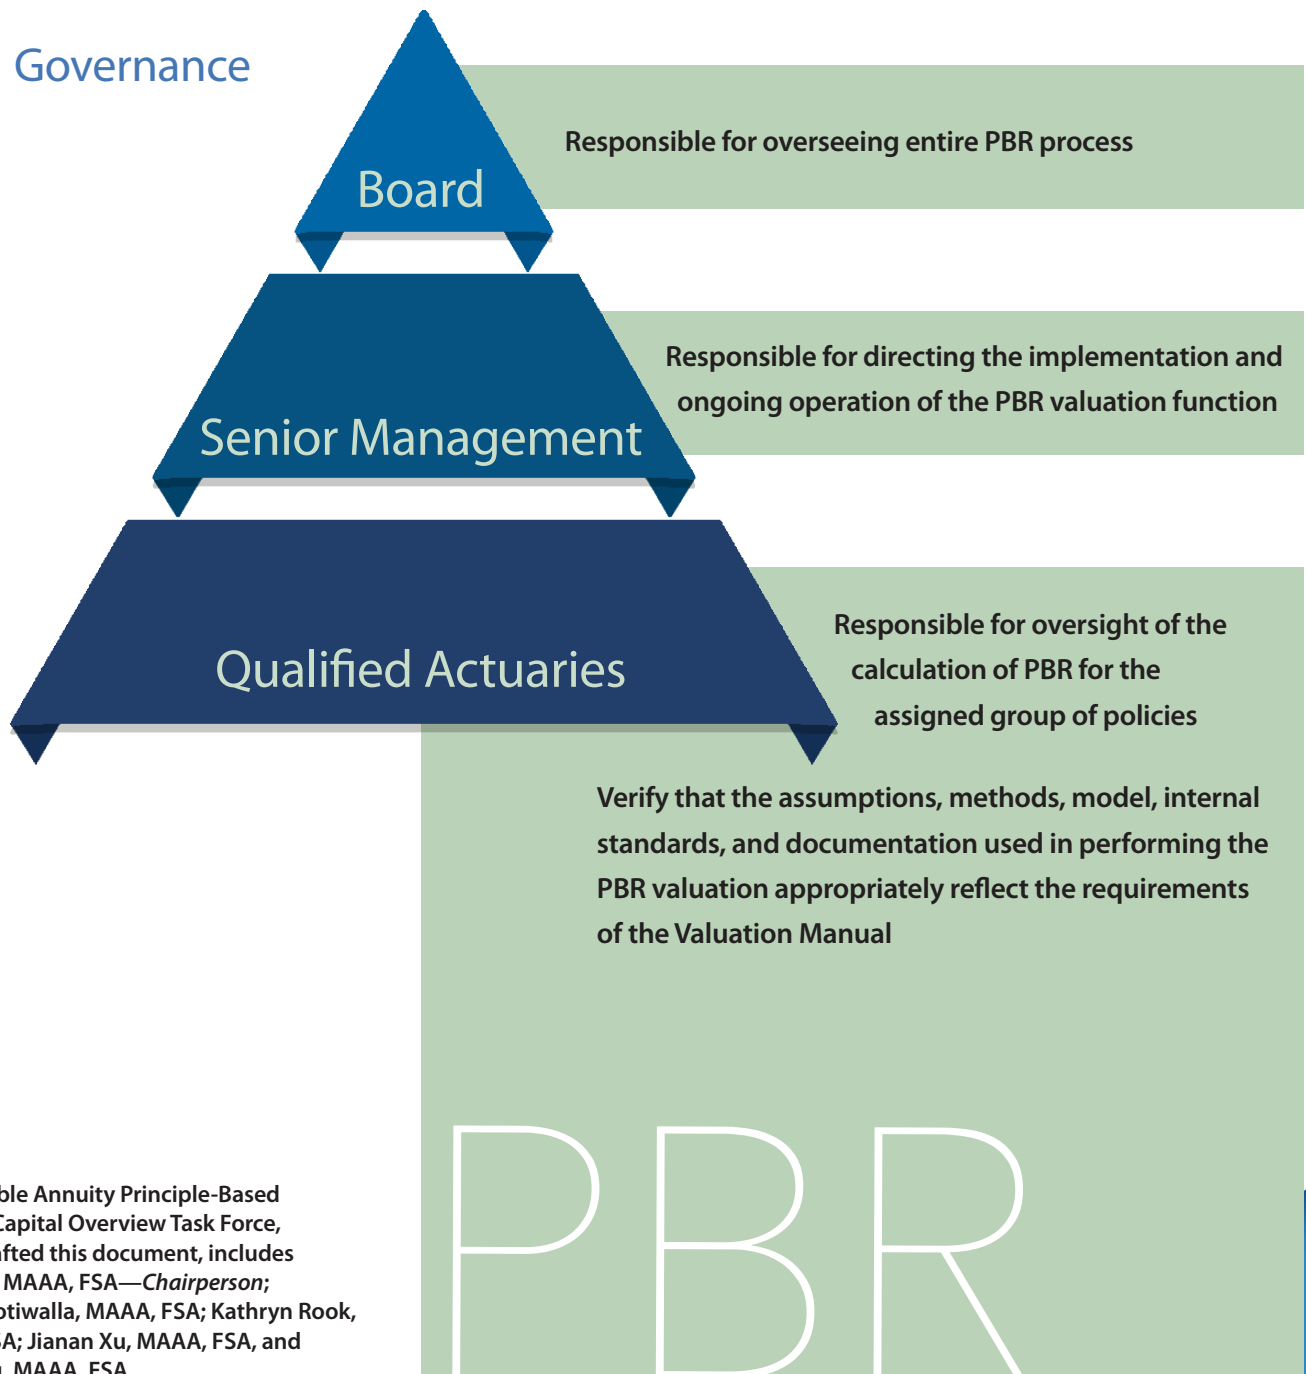 Governance
Board
Responsible for overseeing entire PBR process
Senior Management
Responsible for directing the implementation and
ongoing operation of the PBR valuation function
Qualified Actuaries
Responsible for oversight of the
calculation of PBR for the
assigned group of policies
Verify that the assumptions, methods, model, internal
standards, and documentation used in performing the
PBR valuation appropriately reflect the requirements
of the Valuation Manual
PBR
Annuity Principle-Based
Capital Overview Task Force,
this document, includes
MAAA, FSA—Chairperson;
MAAA, FSA; Kathryn Rook,
Jianan Xu, MAAA, FSA, and
MAAA, FSA